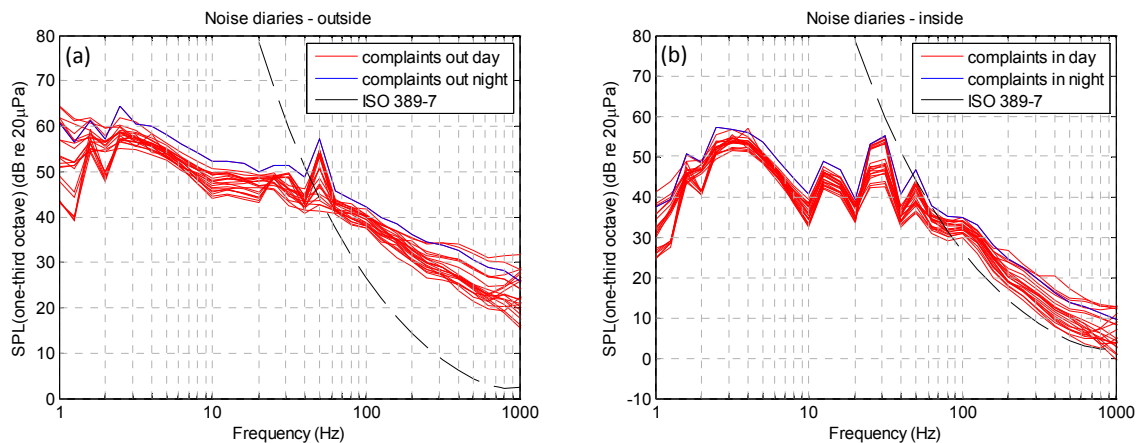 Noise diaries - outside
(a)
complaints out day
complaints out night
ISO 389-7
SPL(one-third octave) (dB re 20µPa)
80
70
60
50
40
30
20
10
0
1
10
100
1000
Frequency (Hz)
Noise diaries - inside
(b)
complaints in day
complaints in night
ISO 389-7
SPL(one-third octave) (dB re 20µPa)
80
70
60
50
40
30
20
10
0
-10
1
10
100
1000
Frequency (Hz)